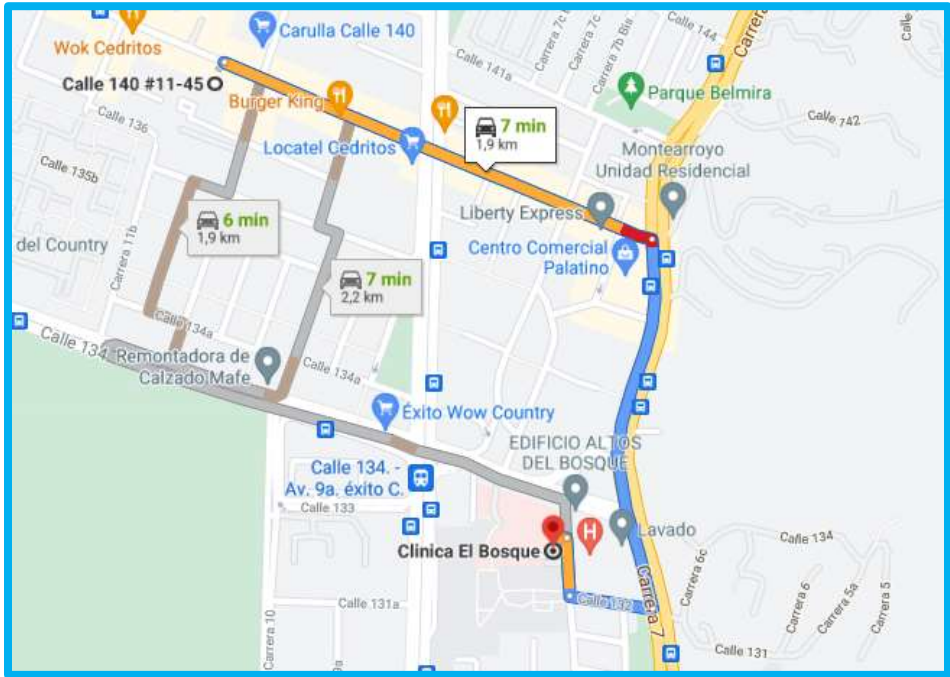 Wok Cedritos
Carulla Calle 140
Calle 140 #11-45
Burger King
Locatel Cedritos
7 min
1,9 km
Calle 144
Carrera 7c
Carrera 7c
Carrera 7b Bis
Calle 141a
Parque Belmira
Carrera
Calle
Calle 142
Montearroyo
Unidad Residencial
Calle 136
Calle 135b
del Country
Carrera 11b
6 min
1,9 km
7 min
2,2 km
Liberty Express
Centro Comercial
Palatino
Calle 134a
Calle 134
Remontadora de
Calzado Mafe
Calle 134a
Éxito Wow Country
EDIFICIO ALTOS
DEL BOSQUE
Calle 134. -
Av. 9a. éxito C.
Calle 133
H
Lavado
Clinica El Bosque
Calle 134
Carrera 6c
Carrera 6
Carrera 5a
Carrera 5
Calle 132
Carrera 7
Calle 131a
Calle 131
Carrera 10
9a